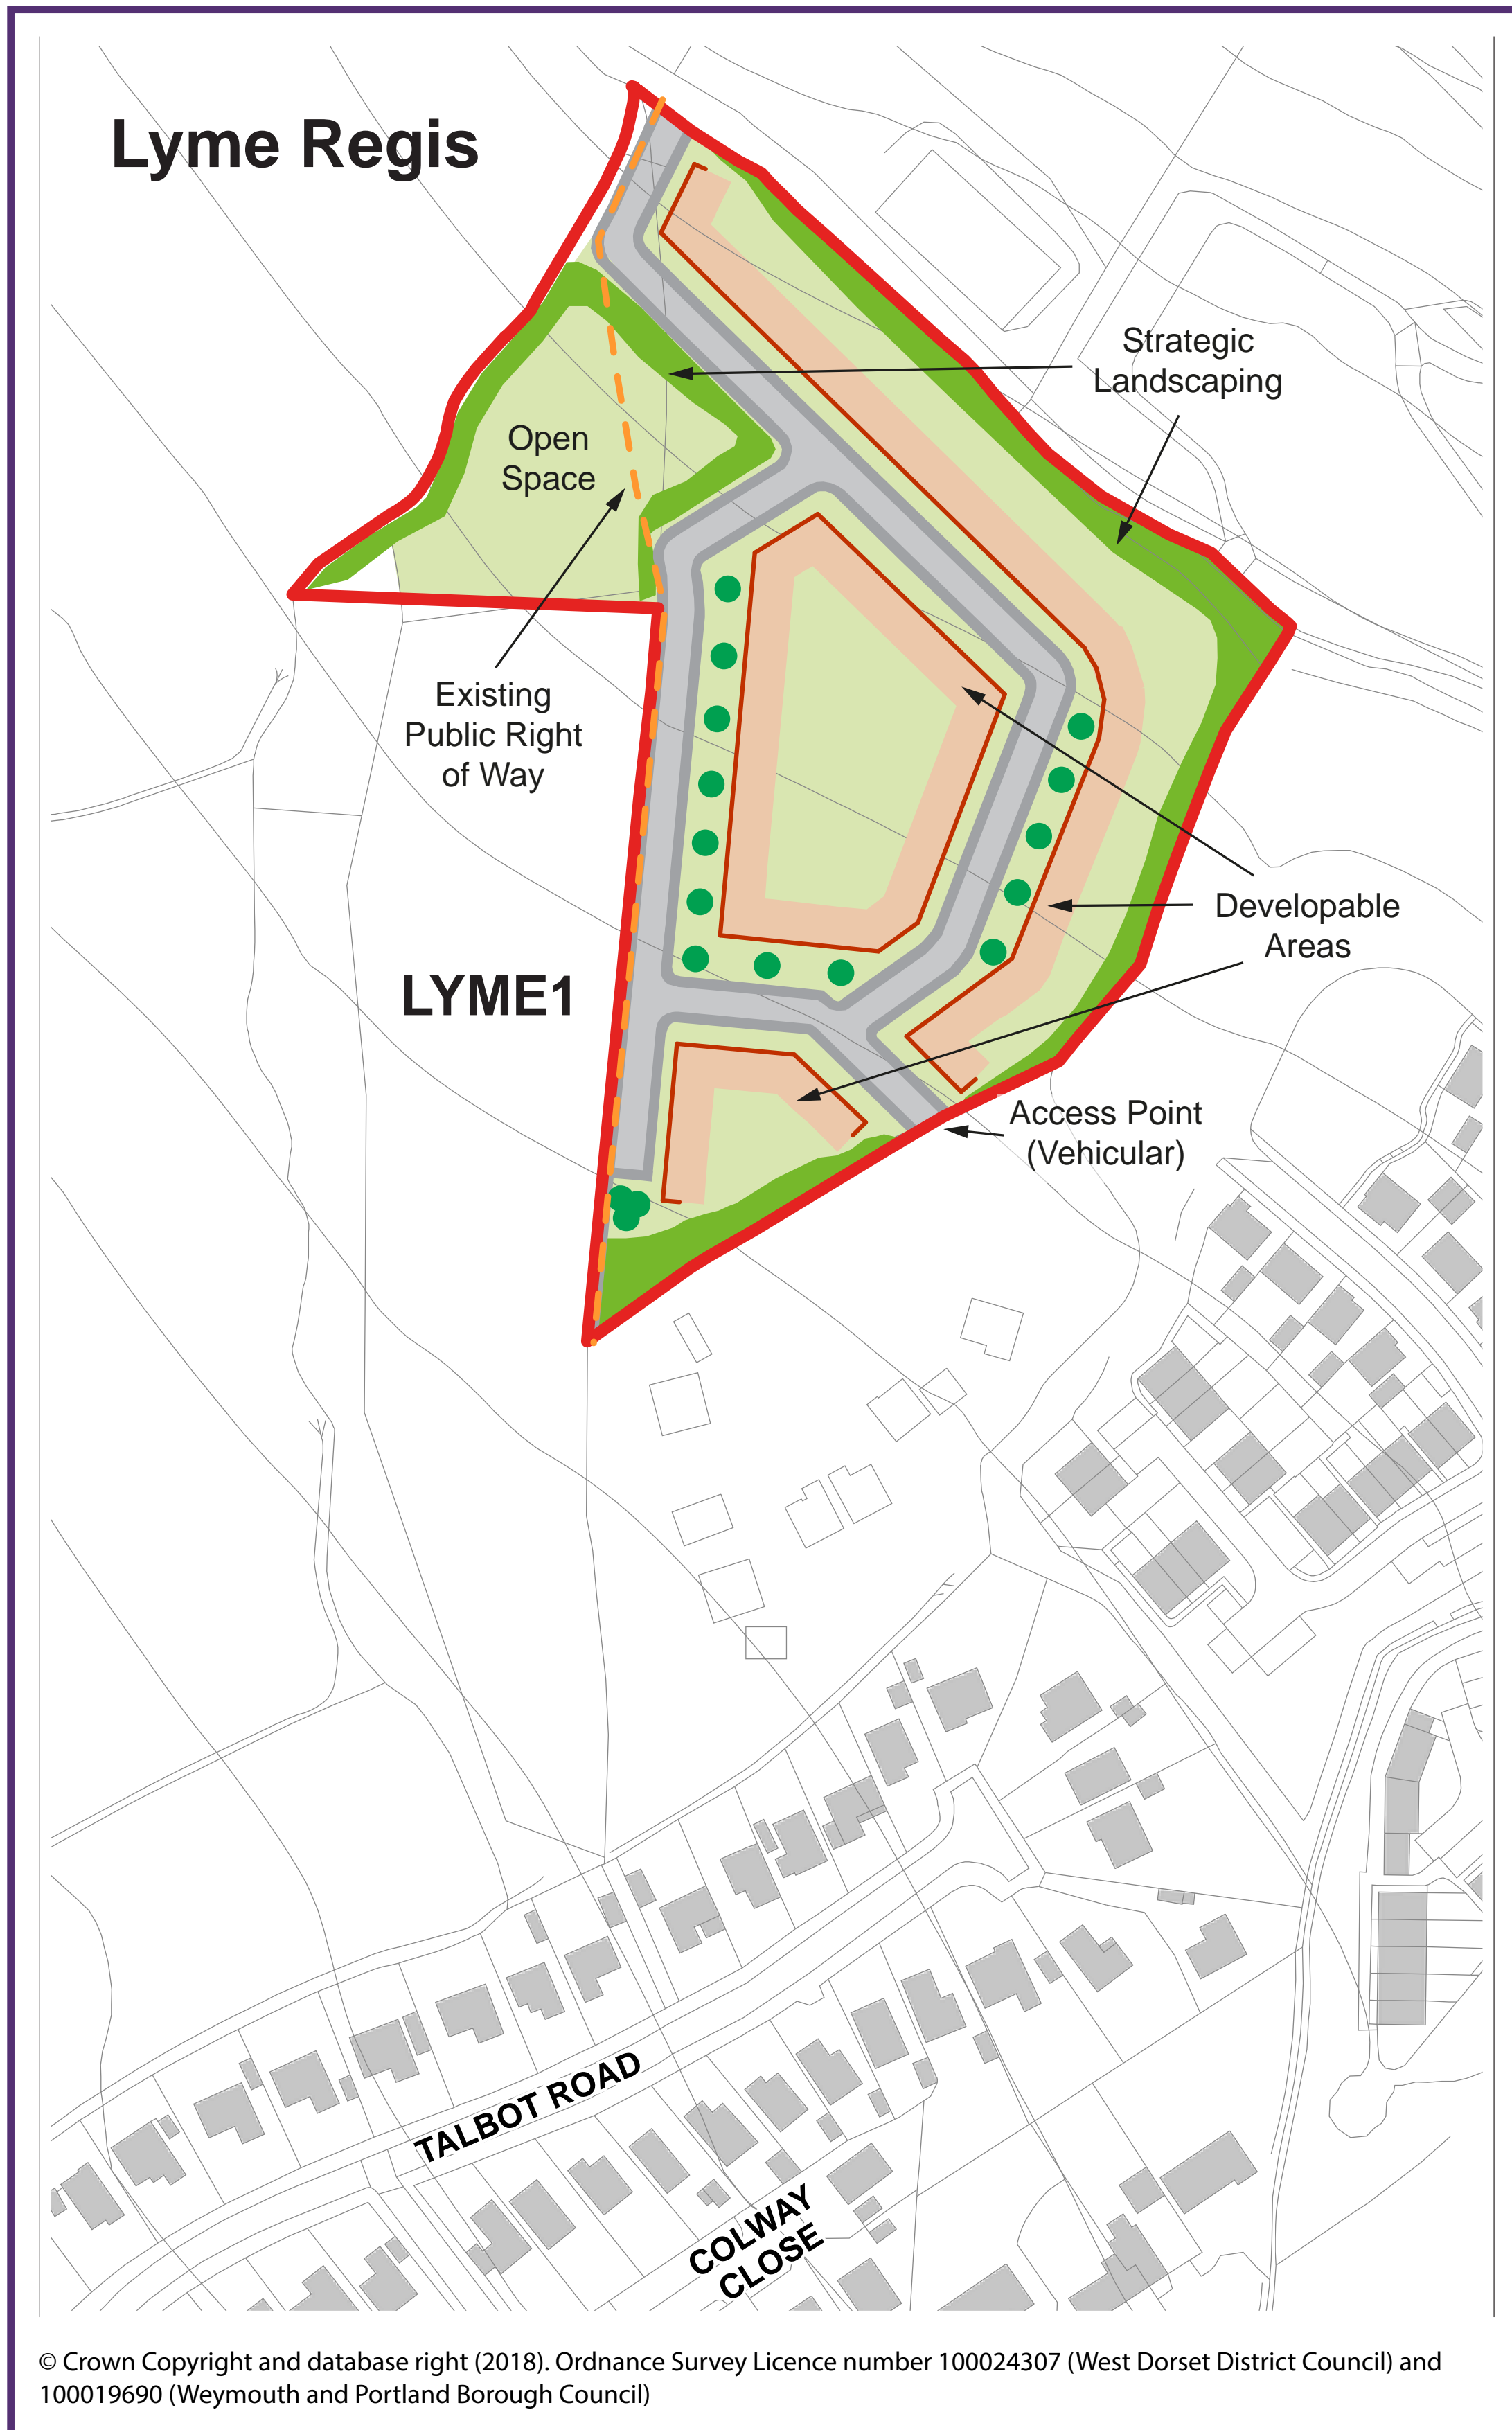 Lyme Regis
Strategic
Landscaping
Open
Space
Existing
Public Right
of Way
Developable
Areas
LYME1
Access Point
(Vehicular)
TALBOT ROAD
COLWAY
CLOSE
© Crown Copyright and database right (2018). Ordnance Survey Licence number 100024307 (West Dorset District Council) and
100019690 (Weymouth and Portland Borough Council)